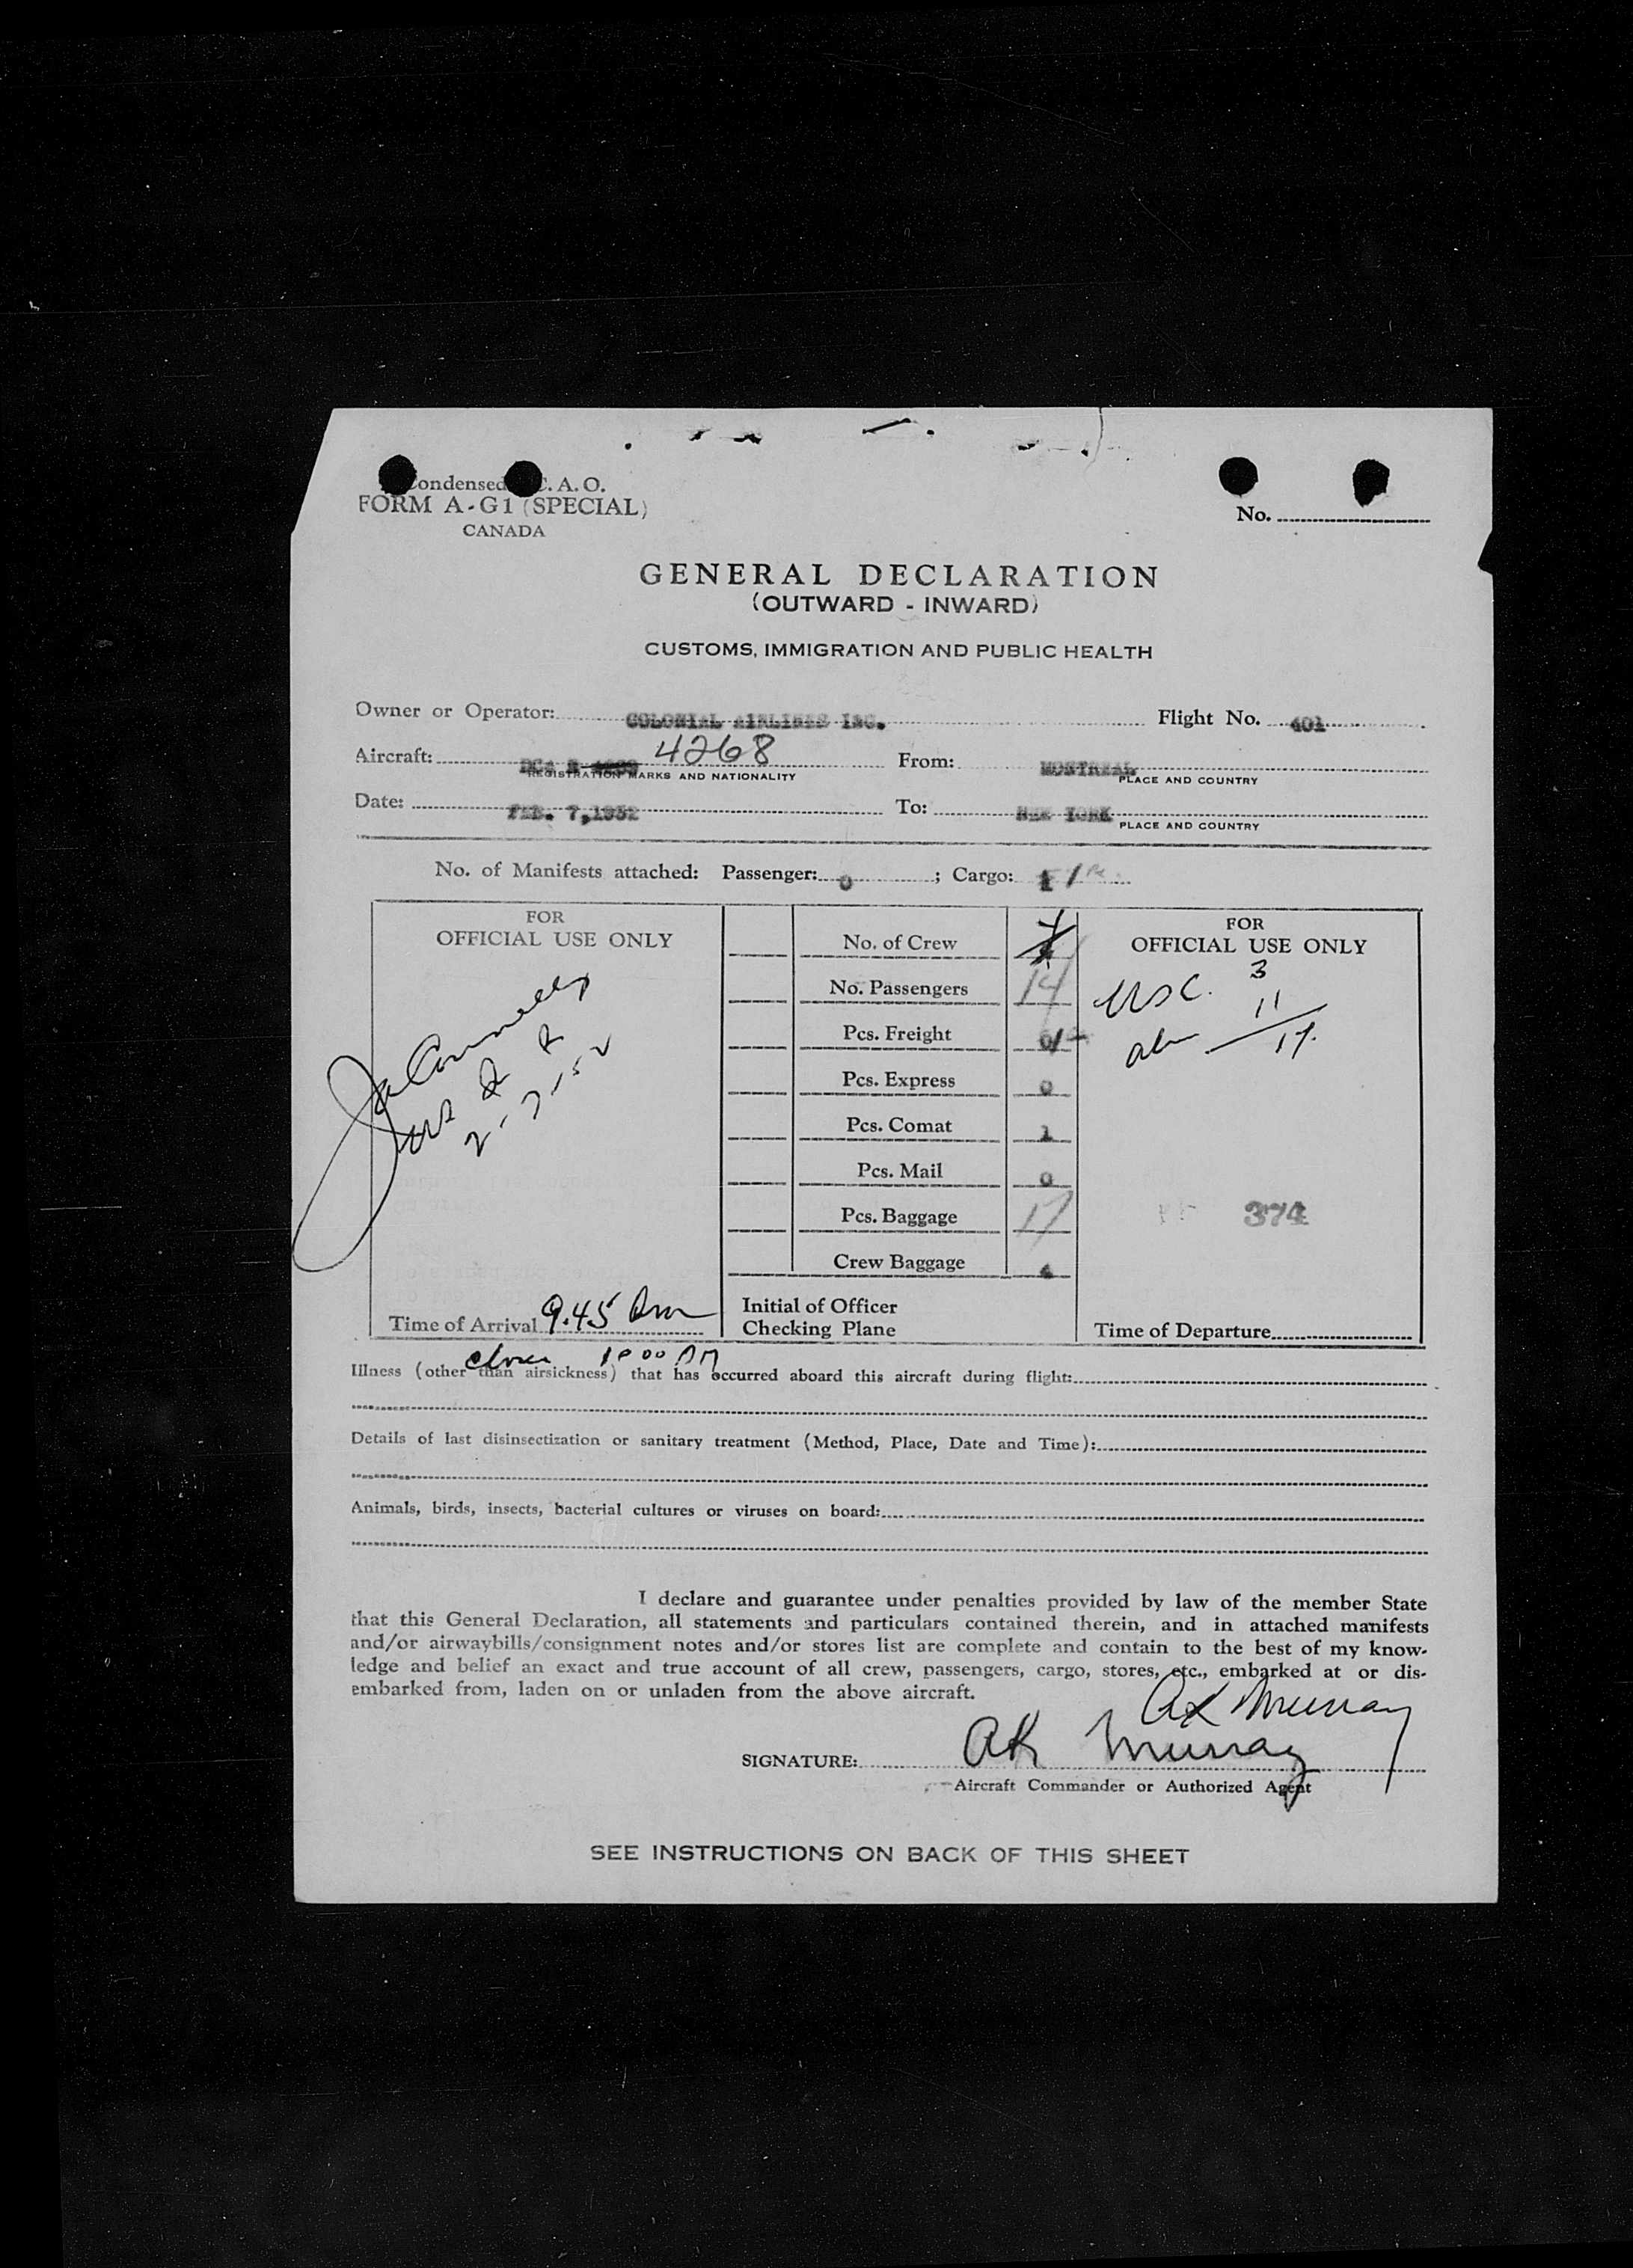 Condensed C. A. O.
FORM A-G1 (SPECIAL)
CANADA
No.
GENERAL DECLARATION
(OUTWARD - INWARD)
CUSTOMS, IMMIGRATION AND PUBLIC HEALTH
Owner or Operator: COLONIAL AIRLINES INC. Flight No. 401
Aircraft: DC4 N 4268 From: MONTREAL
REGISTRATION MARKS AND NATIONALITY PLACE AND COUNTRY
Date: FEB. 7,1952 To: NEW YORK
PLACE AND COUNTRY
No. of Manifests attached: Passenger: 0 ; Cargo: 1
FOR
OFFICIAL USE ONLY
2-7-52
Time of Arrival 9.45 Am
No. of Crew
No. Passengers 14
Pcs. Freight
Pcs. Express 0
Pcs. Comat 1
Pcs. Mail 0
Pcs. Baggage 17
Crew Baggage 4
Initial of Officer
Checking Plane
FOR
OFFICIAL USE ONLY
USC. 3
11
374
Time of Departure
10 00 AM
Illness (other than airsickness) that has occurred aboard this aircraft during flight:
Details of last disinsectization or sanitary treatment (Method, Place, Date and Time):
Animals, birds, insects, bacterial cultures or viruses on board:
I declare and guarantee under penalties provided by law of the member State
that this General Declaration, all statements and particulars contained therein, and in attached manifests
and/or airwaybills/consignment notes and/or stores list are complete and contain to the best of my know-
ledge and belief an exact and true account of all crew, passengers, cargo, stores, etc., embarked at or dis-
embarked from, laden on or unladen from the above aircraft.
AK Murray
SIGNATURE: AK Murray
Aircraft Commander or Authorized Agent
SEE INSTRUCTIONS ON BACK OF THIS SHEET